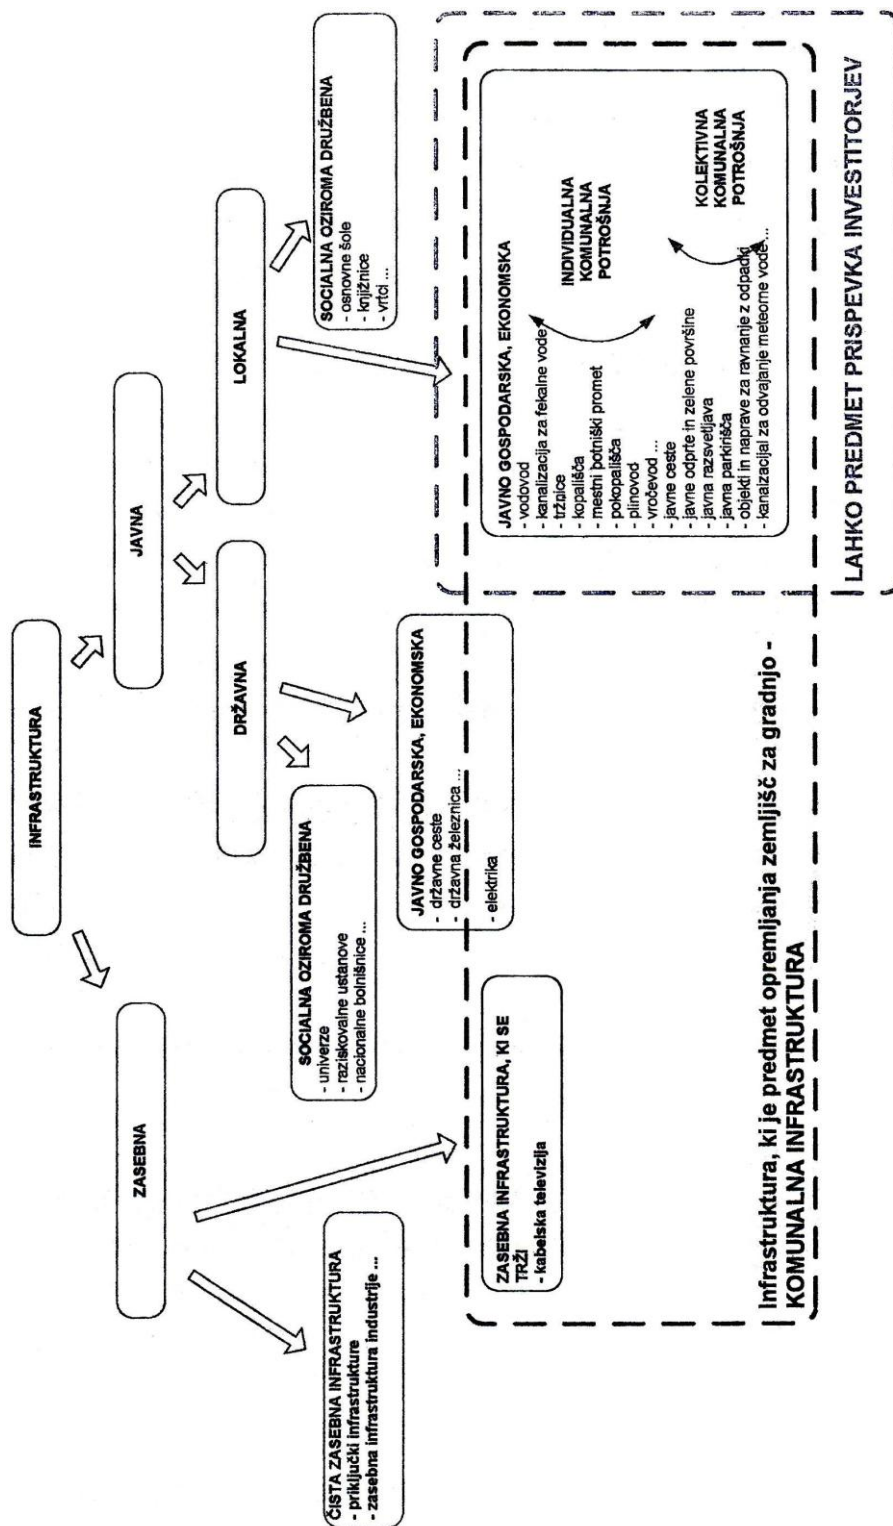 INFRASTRUKTURA
ZASEBNA
JAVNA
DRŽAVNA
LOKALNA
ČISTA ZASEBNA INFRASTRUKTURA
- priključki infrastrukture
- zasebna infrastruktura industrije ...
SOCIALNA OZIROMA DRUŽBENA
- univerze
- raziskovalne ustanove
- nacionalne bolnišnice ...
SOCIALNA OZIROMA DRUŽBENA
- osnovne šole
- knjižnice
- vrtci ...
JAVNO GOSPODARSKA, EKONOMSKA
- državne ceste
- državna železnica ...
- elektrika
ZASEBNA INFRASTRUKTURA, KI SE
TRŽI
- kabelska televizija
JAVNO GOSPODARSKA, EKONOMSKA
- vodovod
- kanalizacija za fekalne vode
- tržnice
- kopališča
- mestni potniški promet
- pokopališča
- plinovod
- vročevod ...
- javne ceste
- javne odprte in zelene površine
- javna razsvetljava
- javna parkirišča
- objekti in naprave za ravnanje z odpadki
- kanalzacijal za odvajanje meteorne vode ...
INDIVIDUALNA
KOMUNALNA
POTROŠNJA
KOLEKTIVNA
KOMUNALNA
POTROŠNJA
Infrastruktura, ki je predmet opremljanja zemljišč za gradnjo -
KOMUNALNA INFRASTRUKTURA
LAHKO PREDMET PRISPEVKA INVESTITORJEV